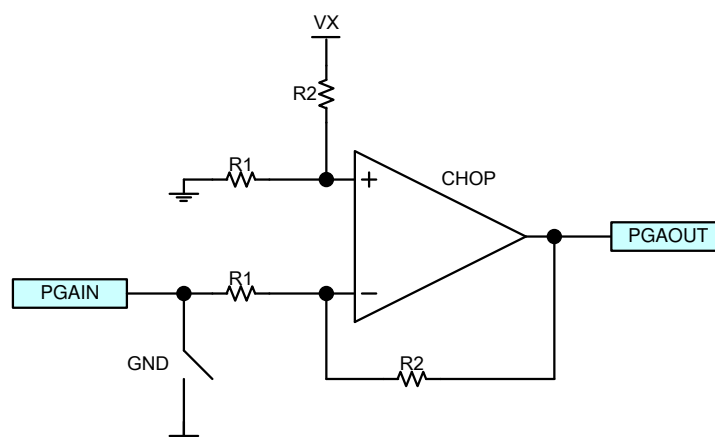 VX
R2
R1
+
CHOP
PGAOUT
PGAIN
R1
−
GND
R2